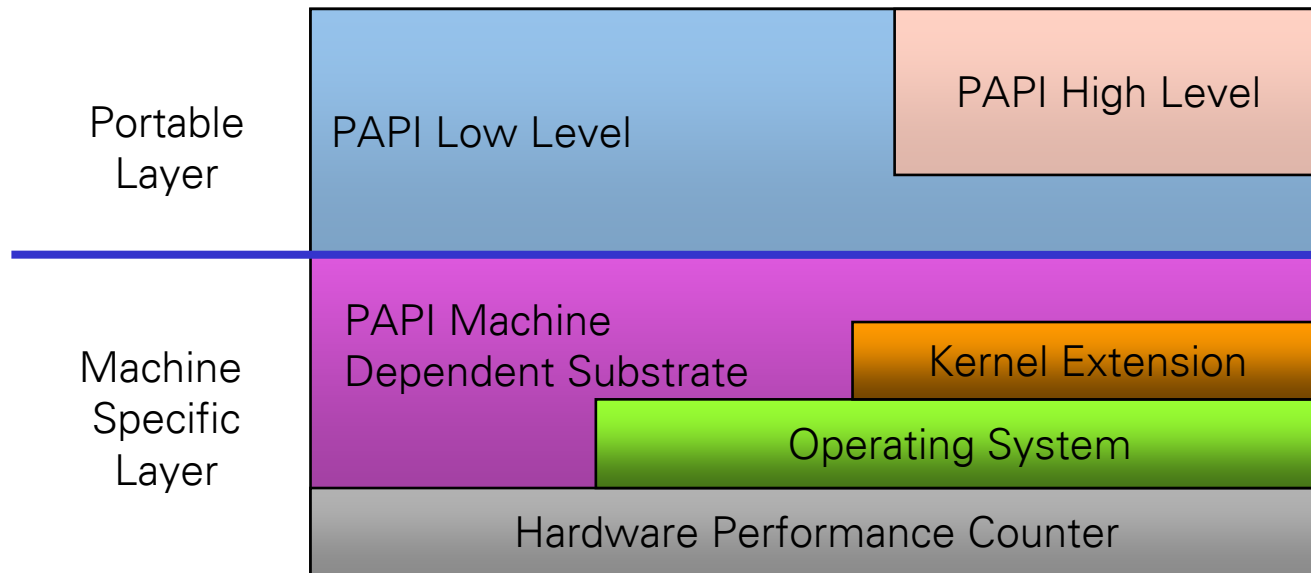 Portable
Layer
PAPI Low Level
PAPI High Level
Machine
Specific
Layer
PAPI Machine
Dependent Substrate
Kernel Extension
Operating System
Hardware Performance Counter